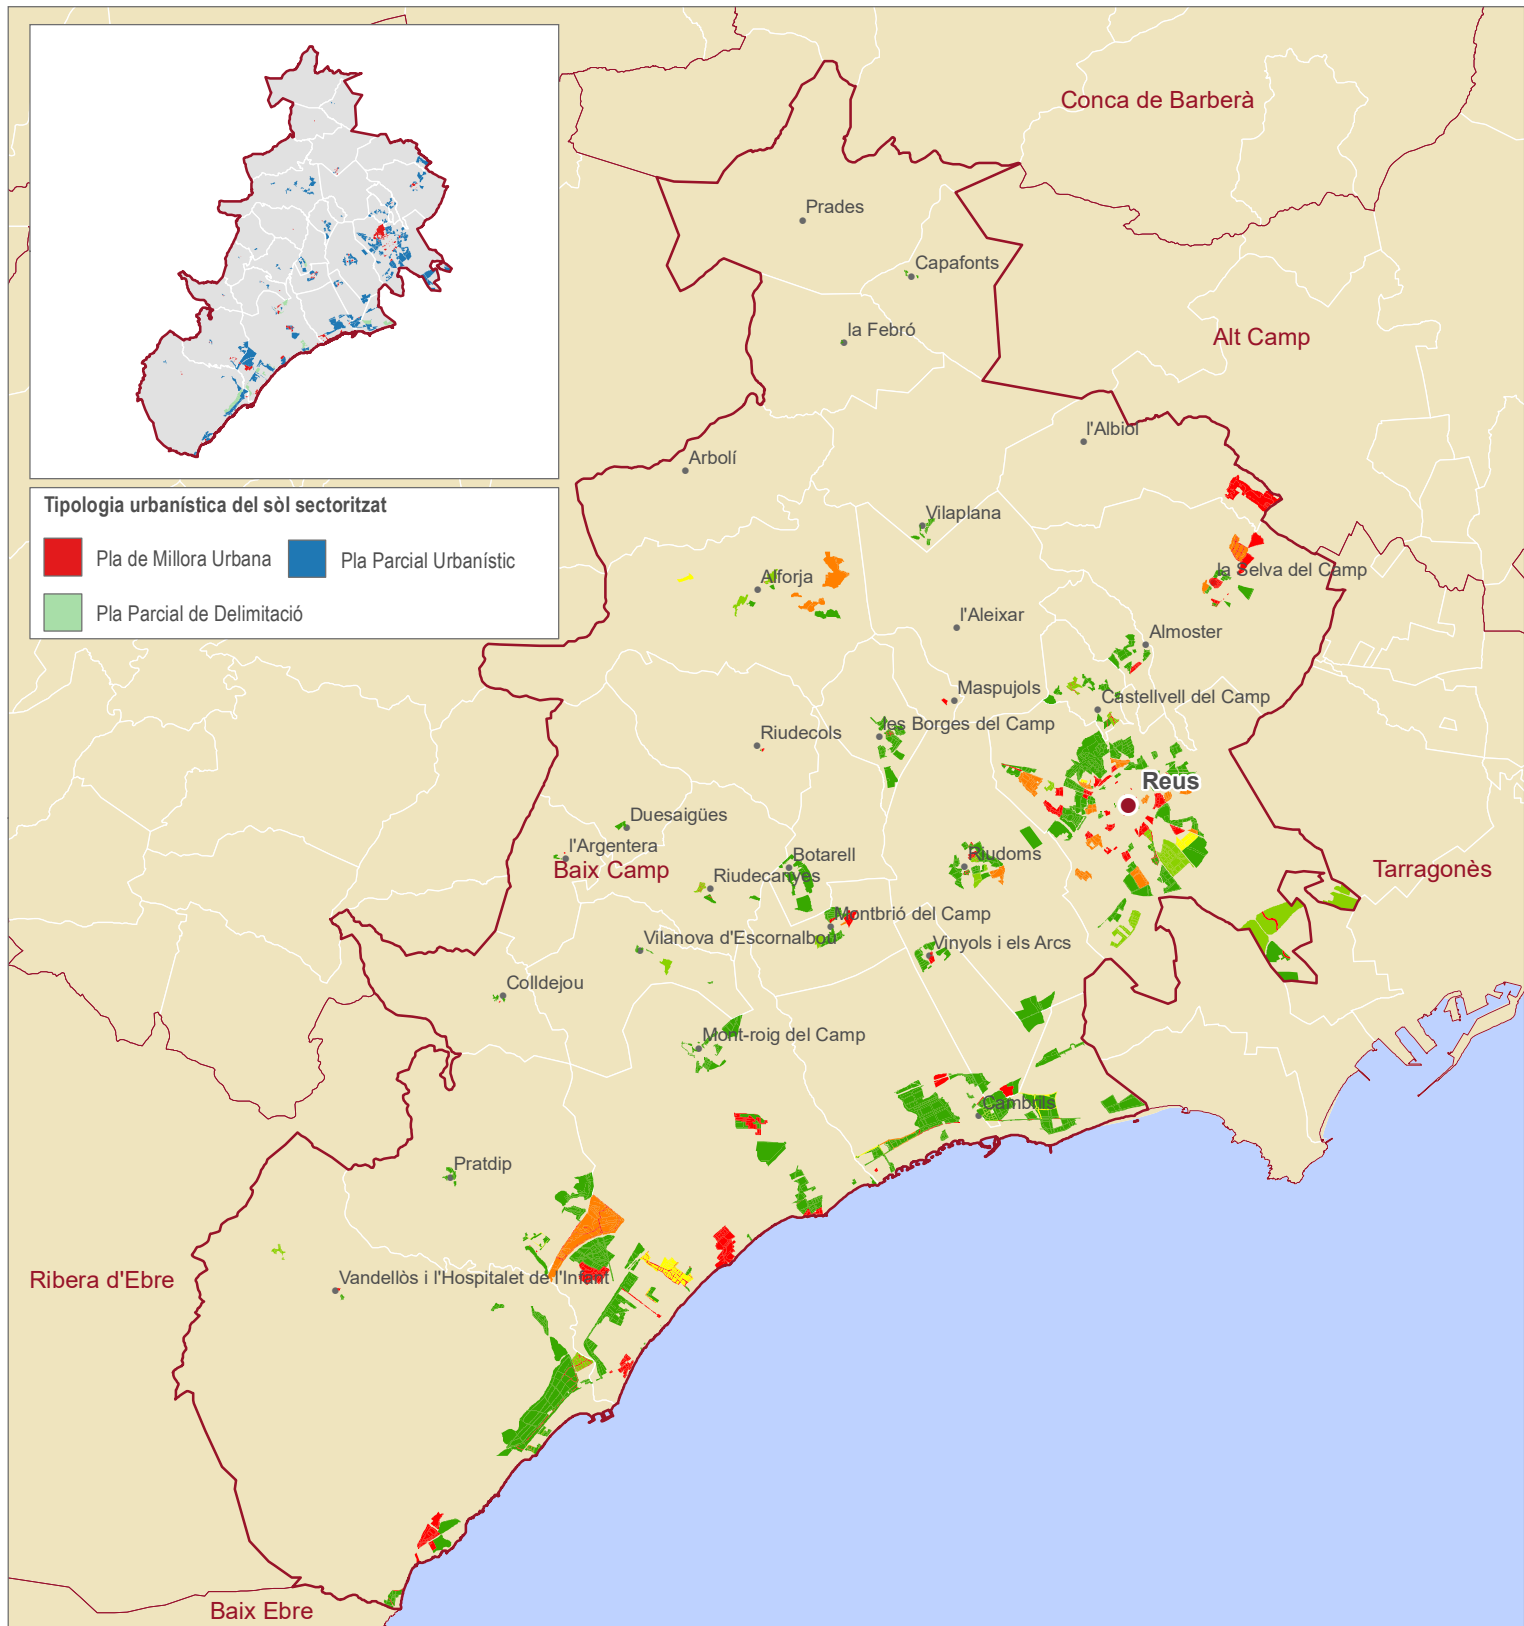 Tipologia urbanística del sòl sectoritzat
Pla de Millora Urbana
Pla Parcial Urbanístic
Pla Parcial de Delimitació
Conca de Barberà
Prades
Capafonts
la Febró
Alt Camp
l'Albiol
Arbolí
Vilaplana
Alforja
la Selva del Camp
l'Aleixar
Almoster
Maspujols
Castellvell del Camp
les Borges del Camp
Riudecols
Reus
Duesaigües
l'Argentera
Botarell
Riudoms
Baix Camp
Riudecanyes
Tarragonès
Montbrió del Camp
Vilanova d'Escornalbou
Vinyols i els Arcs
Colldejou
Mont-roig del Camp
Cambrils
Pratdip
Ribera d'Ebre
Vandellòs i l'Hospitalet de l'Infant
Baix Ebre